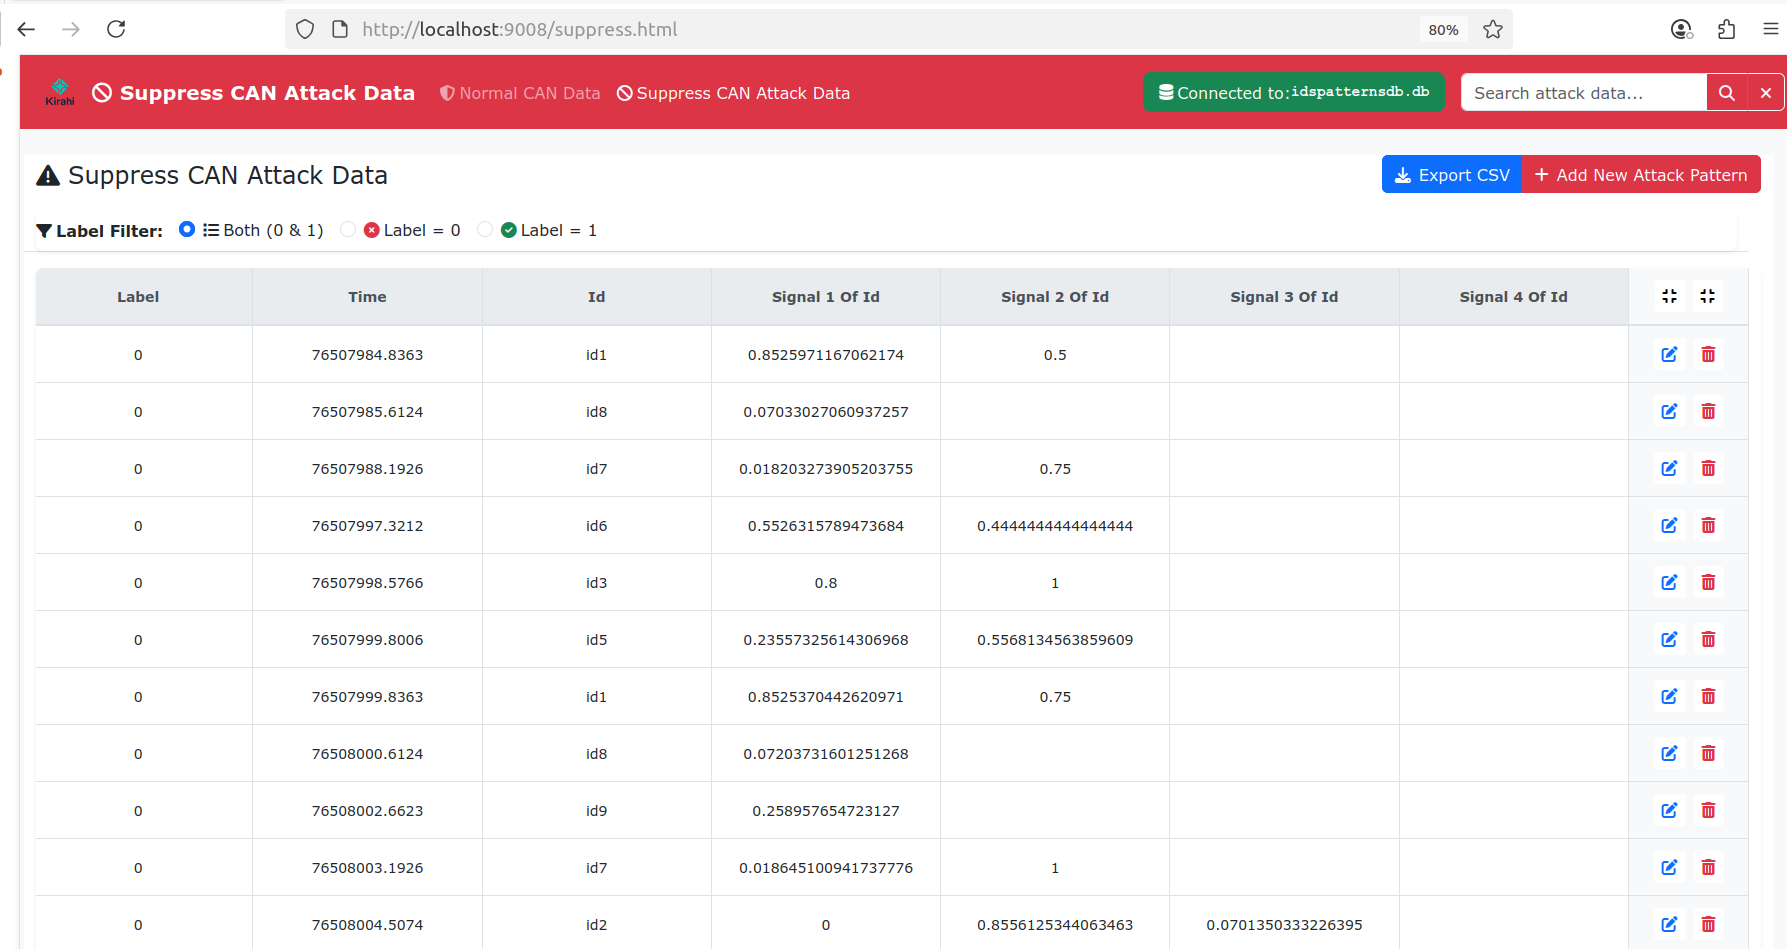 http://localhost:9008/suppress.html 80%
Kirahi Suppress CAN Attack Data Normal CAN Data Suppress CAN Attack Data Connected to:idspatternsdb.db Search attack data...
Suppress CAN Attack Data Export CSV Add New Attack Pattern
Label Filter: Both (0 & 1) Label = 0 Label = 1
Label Time Id Signal 1 Of Id Signal 2 Of Id Signal 3 Of Id Signal 4 Of Id
0 76507984.8363 id1 0.8525971167062174 0.5
0 76507985.6124 id8 0.07033027060937257
0 76507988.1926 id7 0.018203273905203755 0.75
0 76507997.3212 id6 0.5526315789473684 0.4444444444444444
0 76507998.5766 id3 0.8 1
0 76507999.8006 id5 0.23557325614306968 0.5568134563859609
0 76507999.8363 id1 0.8525370442620971 0.75
0 76508000.6124 id8 0.07203731601251268
0 76508002.6623 id9 0.258957654723127
0 76508003.1926 id7 0.018645100941737776 1
0 76508004.5074 id2 0 0.8556125344063463 0.0701350333226395